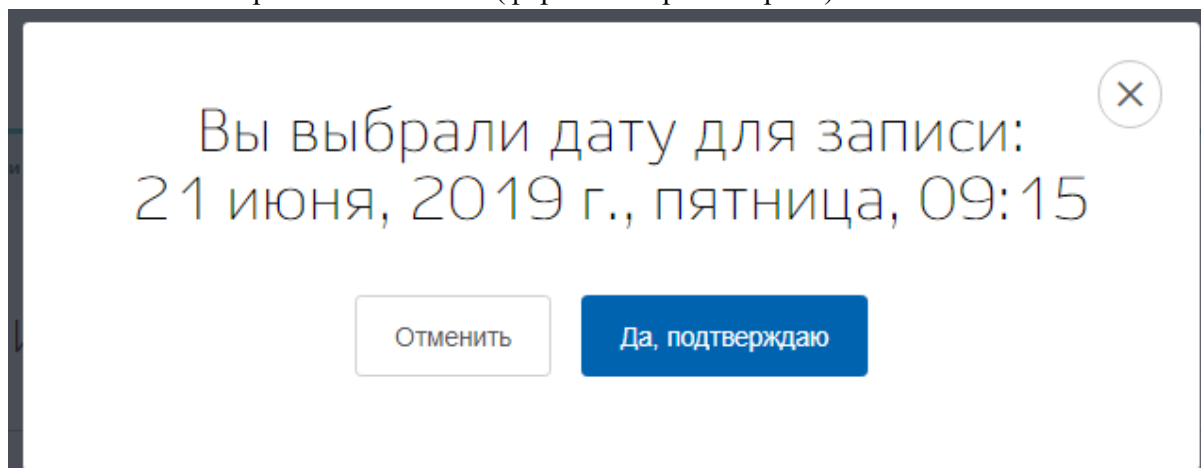 Вы выбрали дату для записи:
21 июня, 2019 г., пятница, 09:15
Отменить
Да, подтверждаю